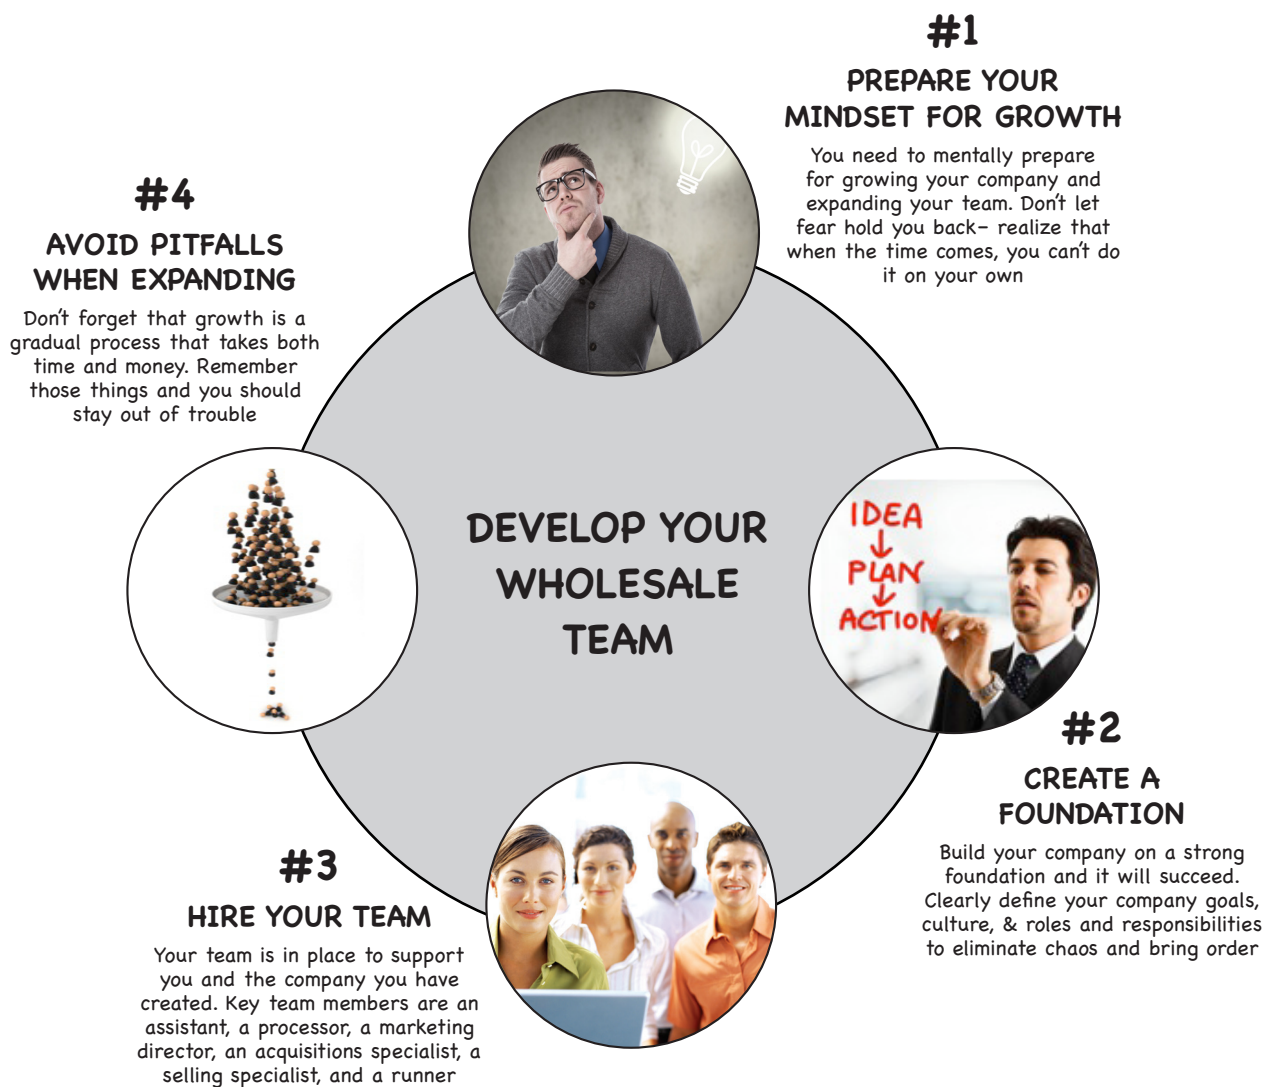 #1
PREPARE YOUR
MINDSET FOR GROWTH
You need to mentally prepare
for growing your company and
expanding your team. Don't let
fear hold you back- realize that
when the time comes, you can't do
it on your own
#2
CREATE A
FOUNDATION
Build your company on a strong
foundation and it will succeed.
Clearly define your company goals,
culture, & roles and responsibilities
to eliminate chaos and bring order
#3
HIRE YOUR TEAM
Your team is in place to support
you and the company you have
created. Key team members are an
assistant, a processor, a marketing
director, an acquisitions specialist, a
selling specialist, and a runner
#4
AVOID PITFALLS
WHEN EXPANDING
Don't forget that growth is a
gradual process that takes both
time and money. Remember
those things and you should
stay out of trouble
DEVELOP YOUR
WHOLESALE
TEAM
IDEA
PLAN
ACTION